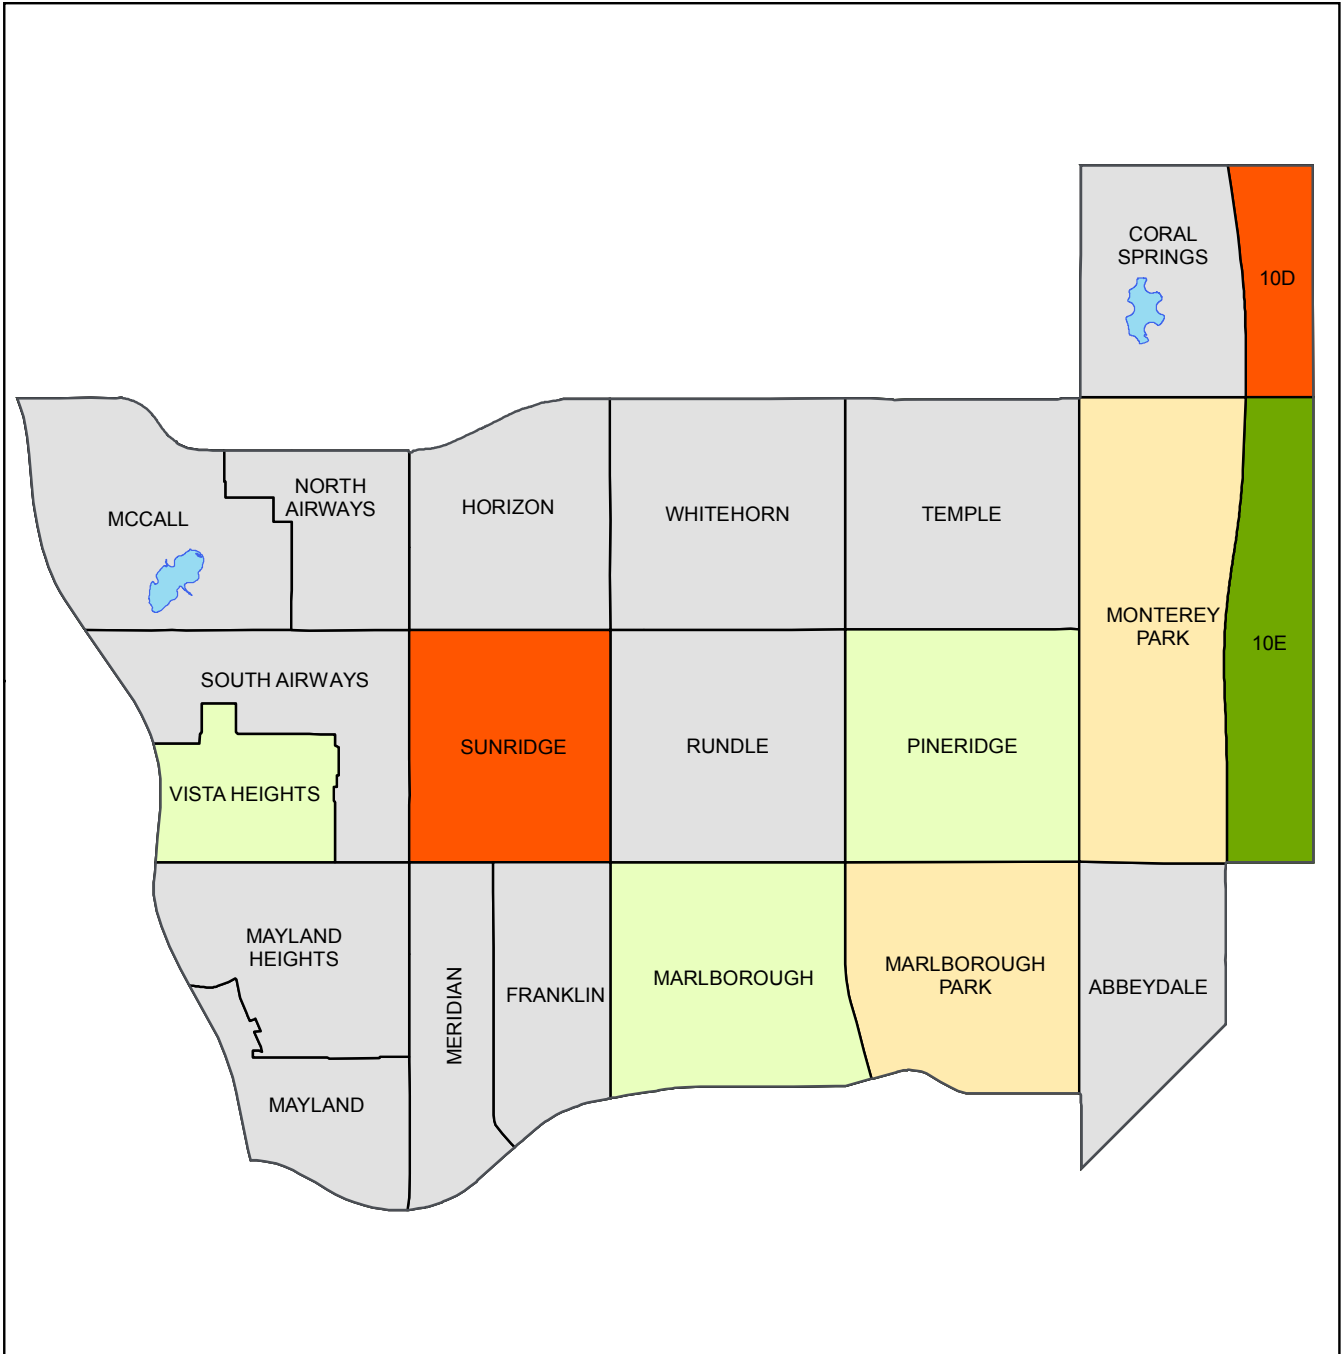 CORAL
SPRINGS
10D
NORTH
AIRWAYS
MCCALL
HORIZON
WHITEHORN
TEMPLE
MONTEREY
PARK
10E
SOUTH AIRWAYS
SUNRIDGE
RUNDLE
PINERIDGE
VISTA HEIGHTS
MAYLAND
HEIGHTS
MERIDIAN
FRANKLIN
MARLBOROUGH
MARLBOROUGH
PARK
ABBEYDALE
MAYLAND